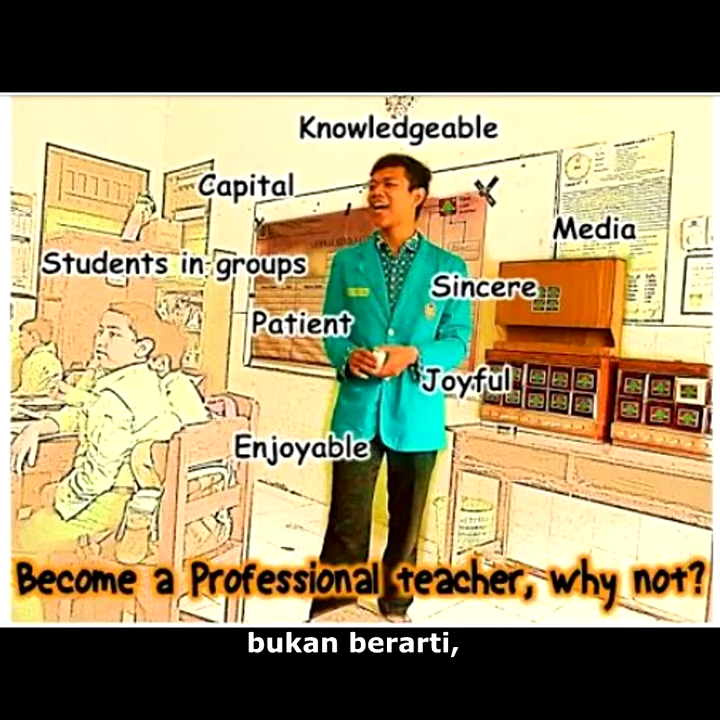 Knowledgeable
Capital
Media
Students in groups
Sincere
Patient
Joyful
Enjoyable
Become a Professional teacher, why not?
bukan berarti,